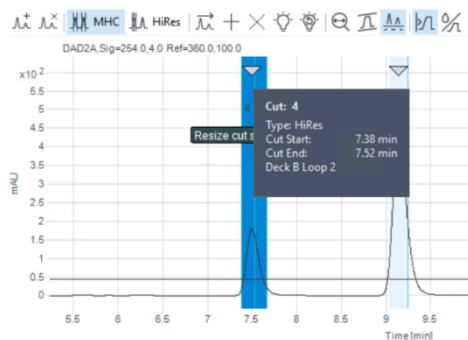 MHC HiRes
DAD2A,Sig=254.0,4.0 Ref=360.0,100.0
x10 2
6
5.5
5
4.5
4
3.5
3
2.5
2
1.5
1
0.5
0
mAU
4
Resize cut s
Cut: 4
Type: HiRes
Cut Start: 7.38 min
Cut End: 7.52 min
Deck B Loop 2
5.5 6 6.5 7 7.5 8 8.5 9 9.5
Time [min]